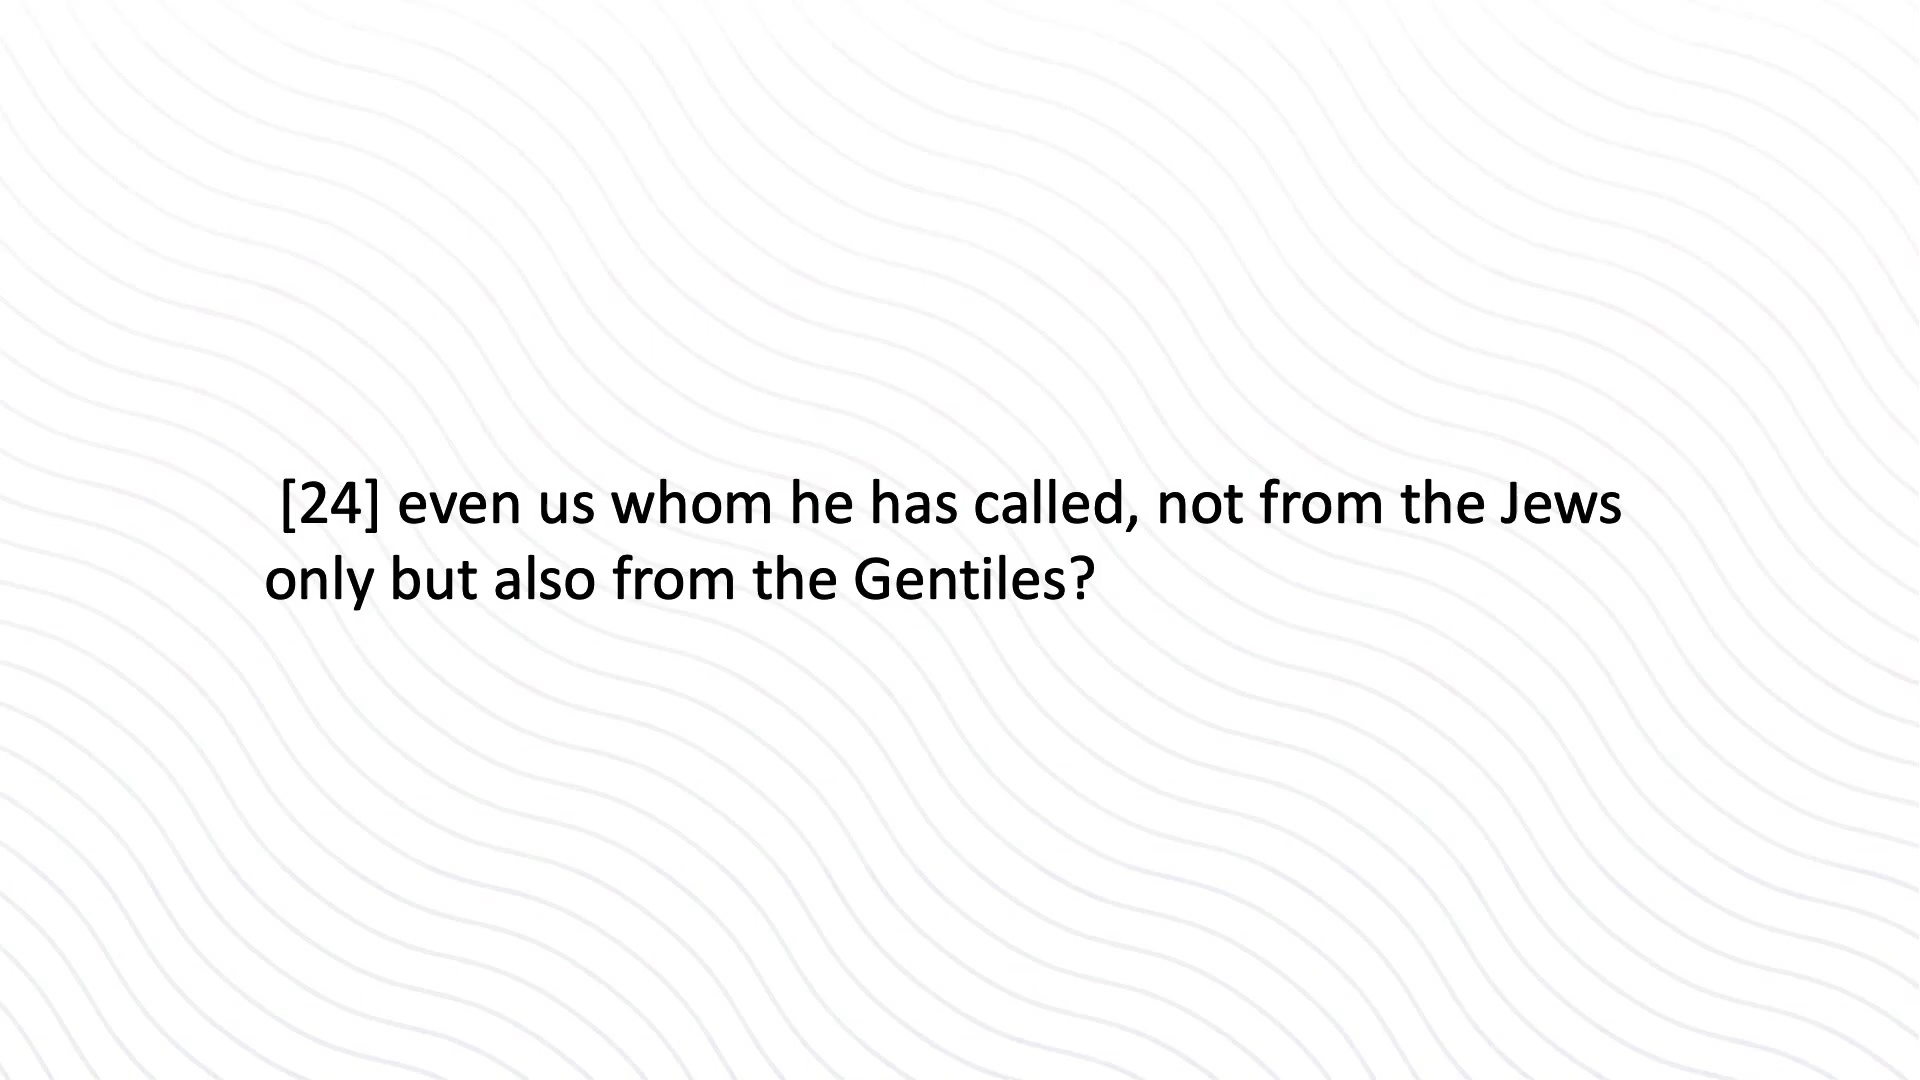 [24] even us whom he has called, not from the Jews
only but also from the Gentiles?